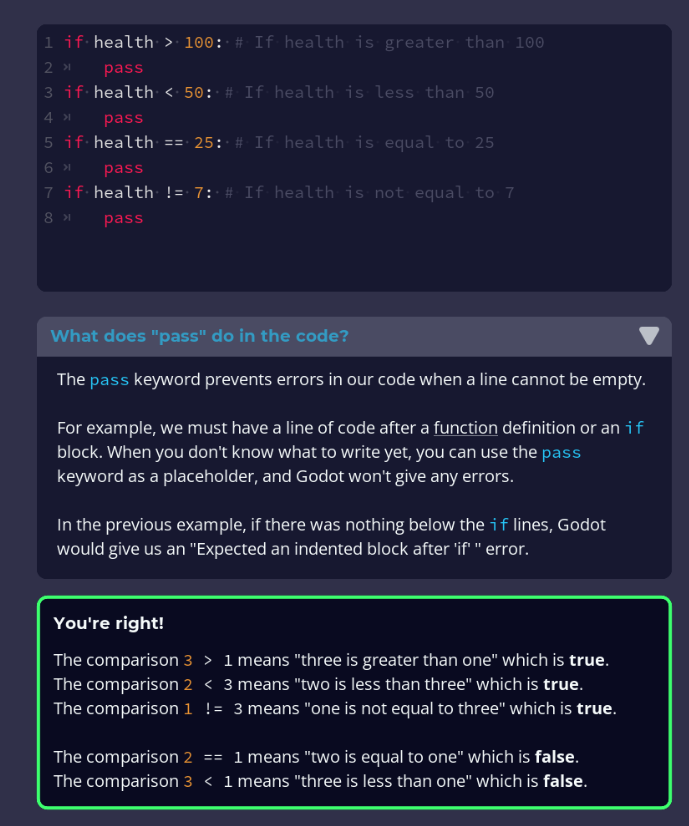 1 if health > 100: # If health is greater than 100
2 pass
3 if health < 50: # If health is less than 50
4 pass
5 if health == 25: # If health is equal to 25
6 pass
7 if health != 7: # If health is not equal to 7
8 pass
What does "pass" do in the code?
The pass keyword prevents errors in our code when a line cannot be empty.
For example, we must have a line of code after a function definition or an if
block. When you don't know what to write yet, you can use the pass
keyword as a placeholder, and Godot won't give any errors.
In the previous example, if there was nothing below the if lines, Godot
would give us an "Expected an indented block after 'if' " error.
You're right!
The comparison 3 > 1 means "three is greater than one" which is true.
The comparison 2 < 3 means "two is less than three" which is true.
The comparison 1 != 3 means "one is not equal to three" which is true.
The comparison 2 == 1 means "two is equal to one" which is false.
The comparison 3 < 1 means "three is less than one" which is false.